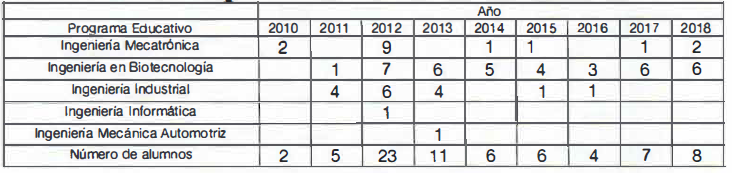 Año
Programa Educativo 2010 2011 2012 2013 2014 2015 2016 2017 2018
Ingeniería Mecatrónica 2 9 1 1 1 2
Ingeniería en Biotecnología 1 7 6 5 4 3 6 6
Ingeniería Industrial 4 6 4 1 1
Ingeniería Informática 1
Ingeniería Mecánica Automotriz 1
Número de alumnos 2 5 23 11 6 6 4 7 8